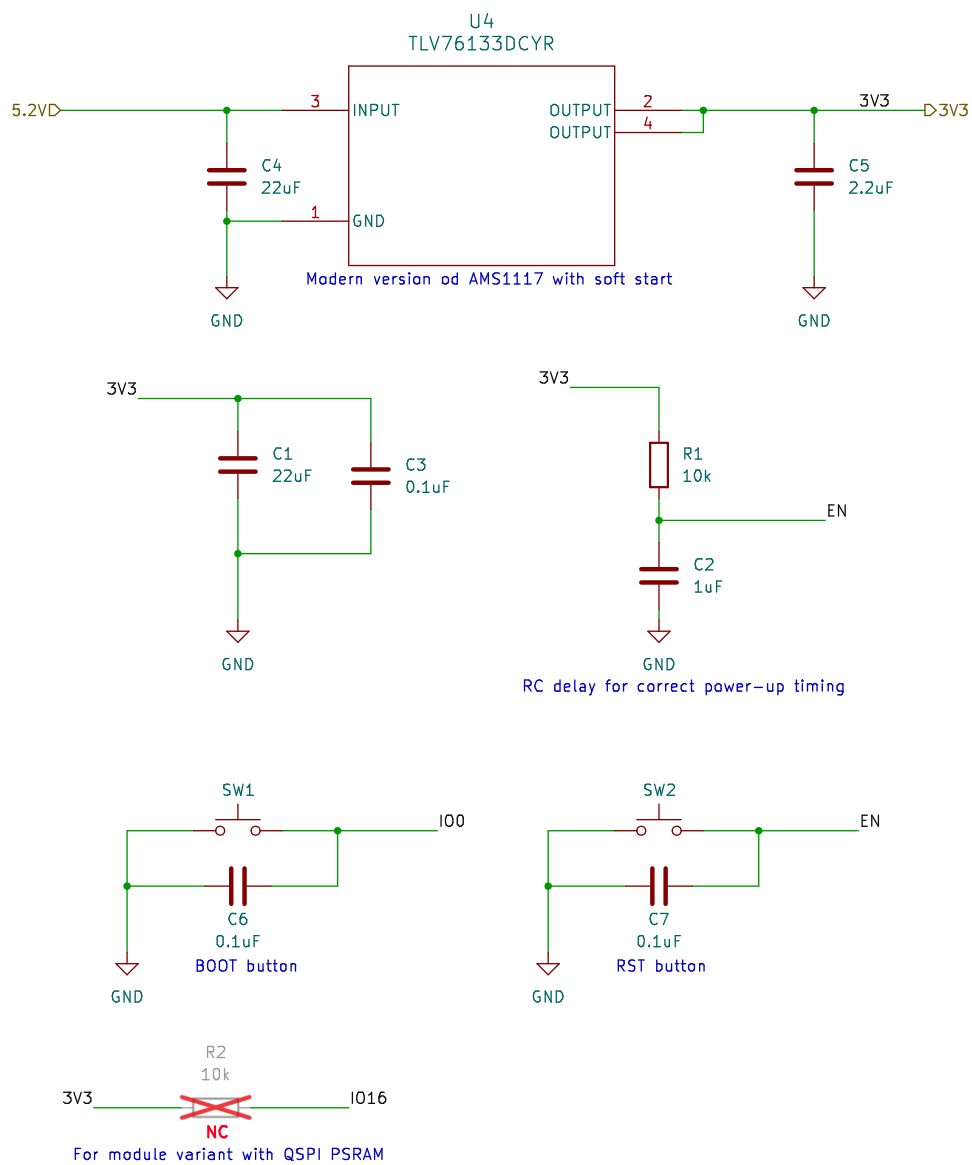 U4
TLV76133DCYR
5.2V
3
INPUT
OUTPUT
2
3V3
3V3
OUTPUT
4
C4
22uF
C5
2.2uF
1
GND
Modern version od AMS1117 with soft start
GND
GND
3V3
C1
22uF
C3
0.1uF
GND
3V3
R1
10k
EN
C2
1uF
GND
RC delay for correct power-up timing
SW1
IO0
C6
0.1uF
BOOT button
GND
SW2
EN
C7
0.1uF
RST button
GND
R2
10k
3V3
IO16
NC
For module variant with QSPI PSRAM